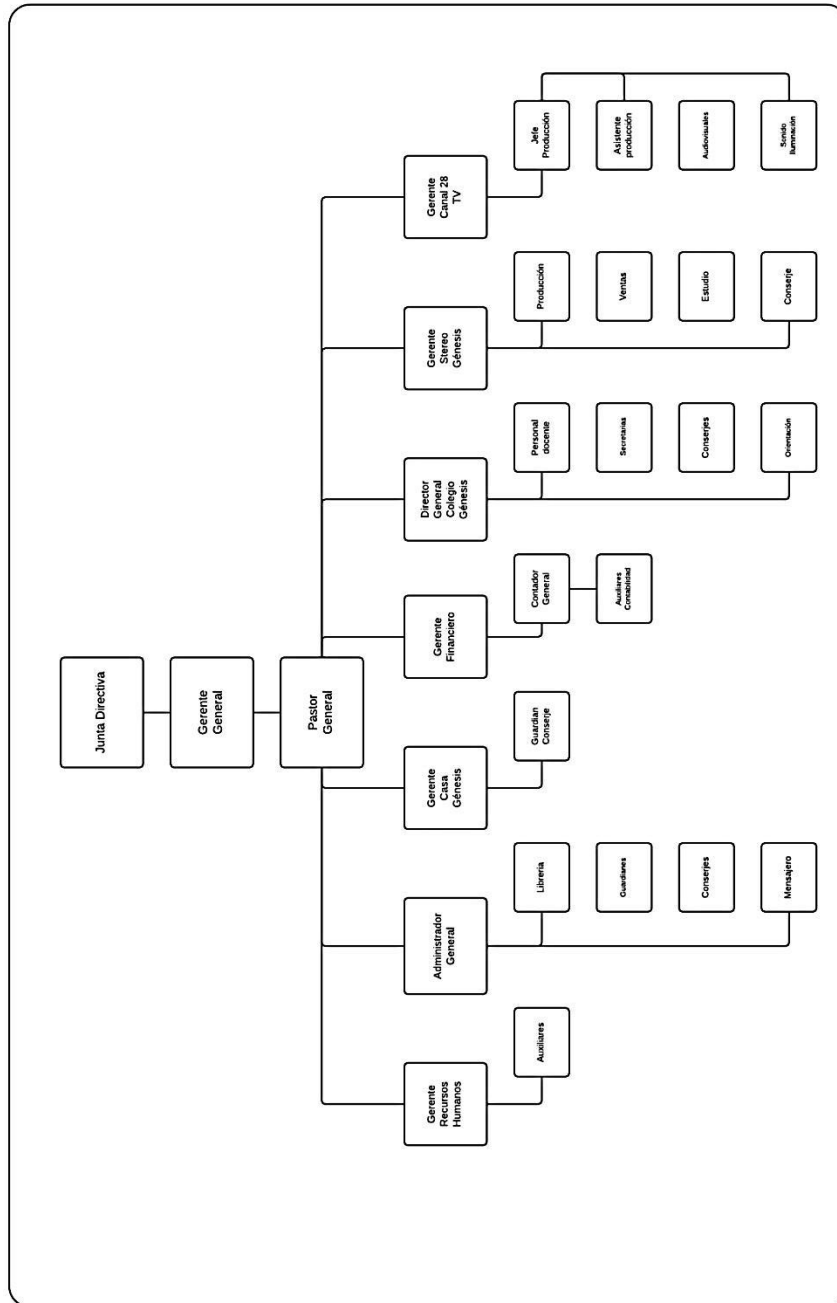 Junta Directiva
Gerente
General
Pastor
General
Gerente
Recursos
Humanos
Administrador
General
Gerente
Casa
Génesis
Gerente
Financiero
Director
General
Colegio
Génesis
Gerente
Stereo
Génesis
Gerente
Canal 28
TV
Auxiliares
Librería
Guardianes
Conserjes
Mensajero
Guardian
Conserje
Contador
General
Auxiliares
Contabilidad
Personal
docente
Secretarias
Conserjes
Orientación
Producción
Ventas
Estudio
Conserje
Jefe
Producción
Asistente
producción
Audiovisuales
Sonido
Iluminación